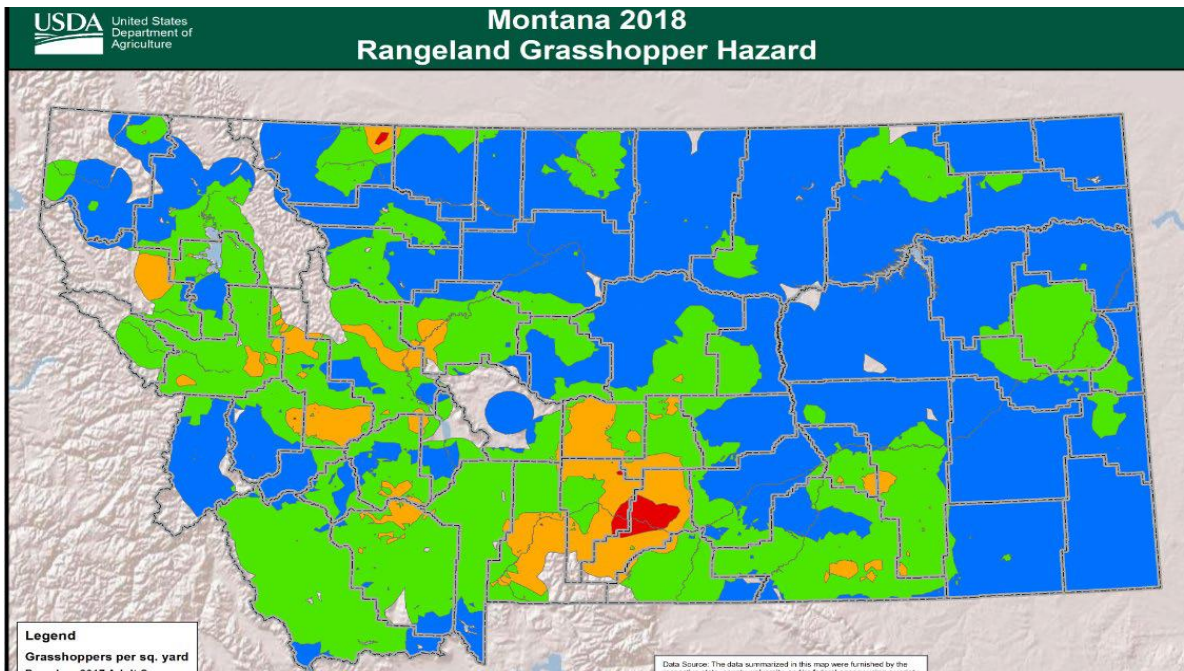 USDA
United States
Department of
Agriculture
Montana 2018
Rangeland Grasshopper Hazard
Legend
Grasshoppers per sq. yard
Data Source: The data summarized in this map were furnished by the